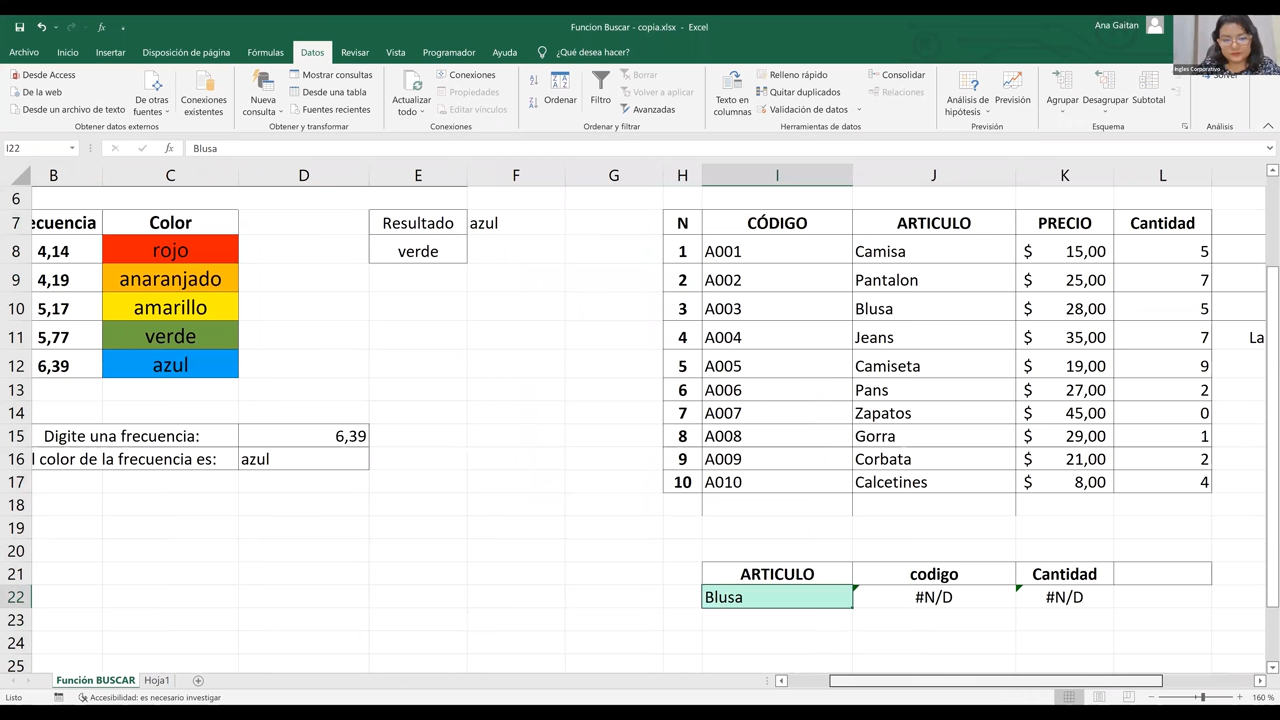 Funcion Buscar - copia.xlsx - Excel
Ana Gaitan
Ingles Corporativo
Archivo Inicio Insertar Disposición de página Fórmulas Datos Revisar Vista Programador Ayuda ¿Qué desea hacer?
Desde Access
De la web
Desde un archivo de texto
De otras fuentes
Conexiones existentes
Obtener datos externos
Nueva consulta
Mostrar consultas
Desde una tabla
Fuentes recientes
Obtener y transformar
Actualizar todo
Conexiones
Propiedades
Editar vínculos
Conexiones
Ordenar
Filtro
Borrar
Volver a aplicar
Avanzadas
Ordenar y filtrar
Texto en columnas
Relleno rápido
Quitar duplicados
Validación de datos
Consolidar
Relaciones
Herramientas de datos
Análisis de hipótesis
Previsión
Previsión
Agrupar
Desagrupar
Subtotal
Esquema
Solver
Análisis
I22 fx Blusa
B C D E F G H I J K L
6
7 ecuencia Color Resultado azul N CÓDIGO ARTICULO PRECIO Cantidad
8 4,14 rojo verde 1 A001 Camisa $ 15,00 5
9 4,19 anaranjado 2 A002 Pantalon $ 25,00 7
10 5,17 amarillo 3 A003 Blusa $ 28,00 5
11 5,77 verde 4 A004 Jeans $ 35,00 7 La
12 6,39 azul 5 A005 Camiseta $ 19,00 9
13 6 A006 Pans $ 27,00 2
14 7 A007 Zapatos $ 45,00 0
15 Digite una frecuencia: 6,39 8 A008 Gorra $ 29,00 1
16 l color de la frecuencia es: azul 9 A009 Corbata $ 21,00 2
17 10 A010 Calcetines $ 8,00 4
18
19
20
21 ARTICULO codigo Cantidad
22 Blusa #N/D #N/D
23
24
25
Función BUSCAR Hoja1
Listo Accesibilidad: es necesario investigar 160 %